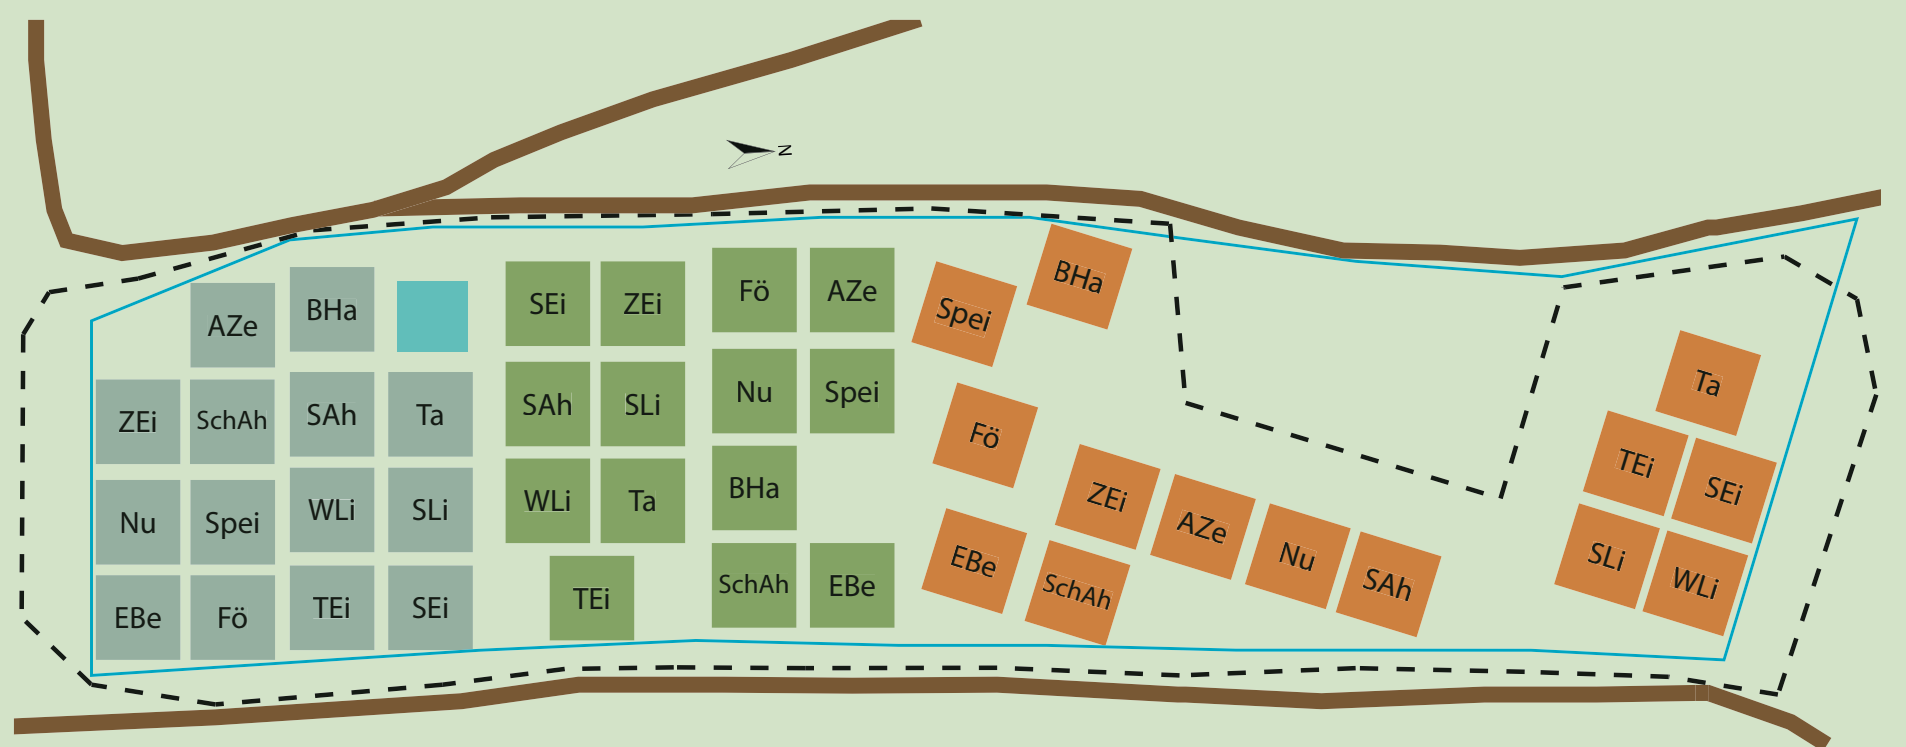 N
AZe
BHa
ZEi
SchAh
SAh
Ta
Nu
Spei
WLi
SLi
EBe
Fö
TEi
SEi
SEi
ZEi
SAh
SLi
WLi
Ta
TEi
Fö
AZe
Nu
Spei
BHa
SchAh
EBe
Spei
BHa
Fö
EBe
SchAh
ZEi
AZe
Nu
SAh
Ta
TEi
SEi
SLi
WLi